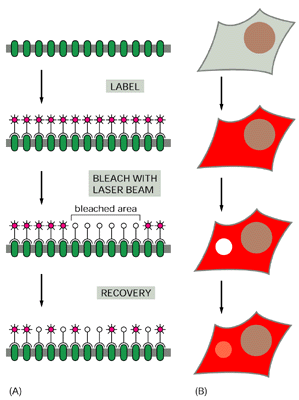 LABEL
BLEACH WITH
LASER BEAM
bleached area
RECOVERY
(A)
(B)